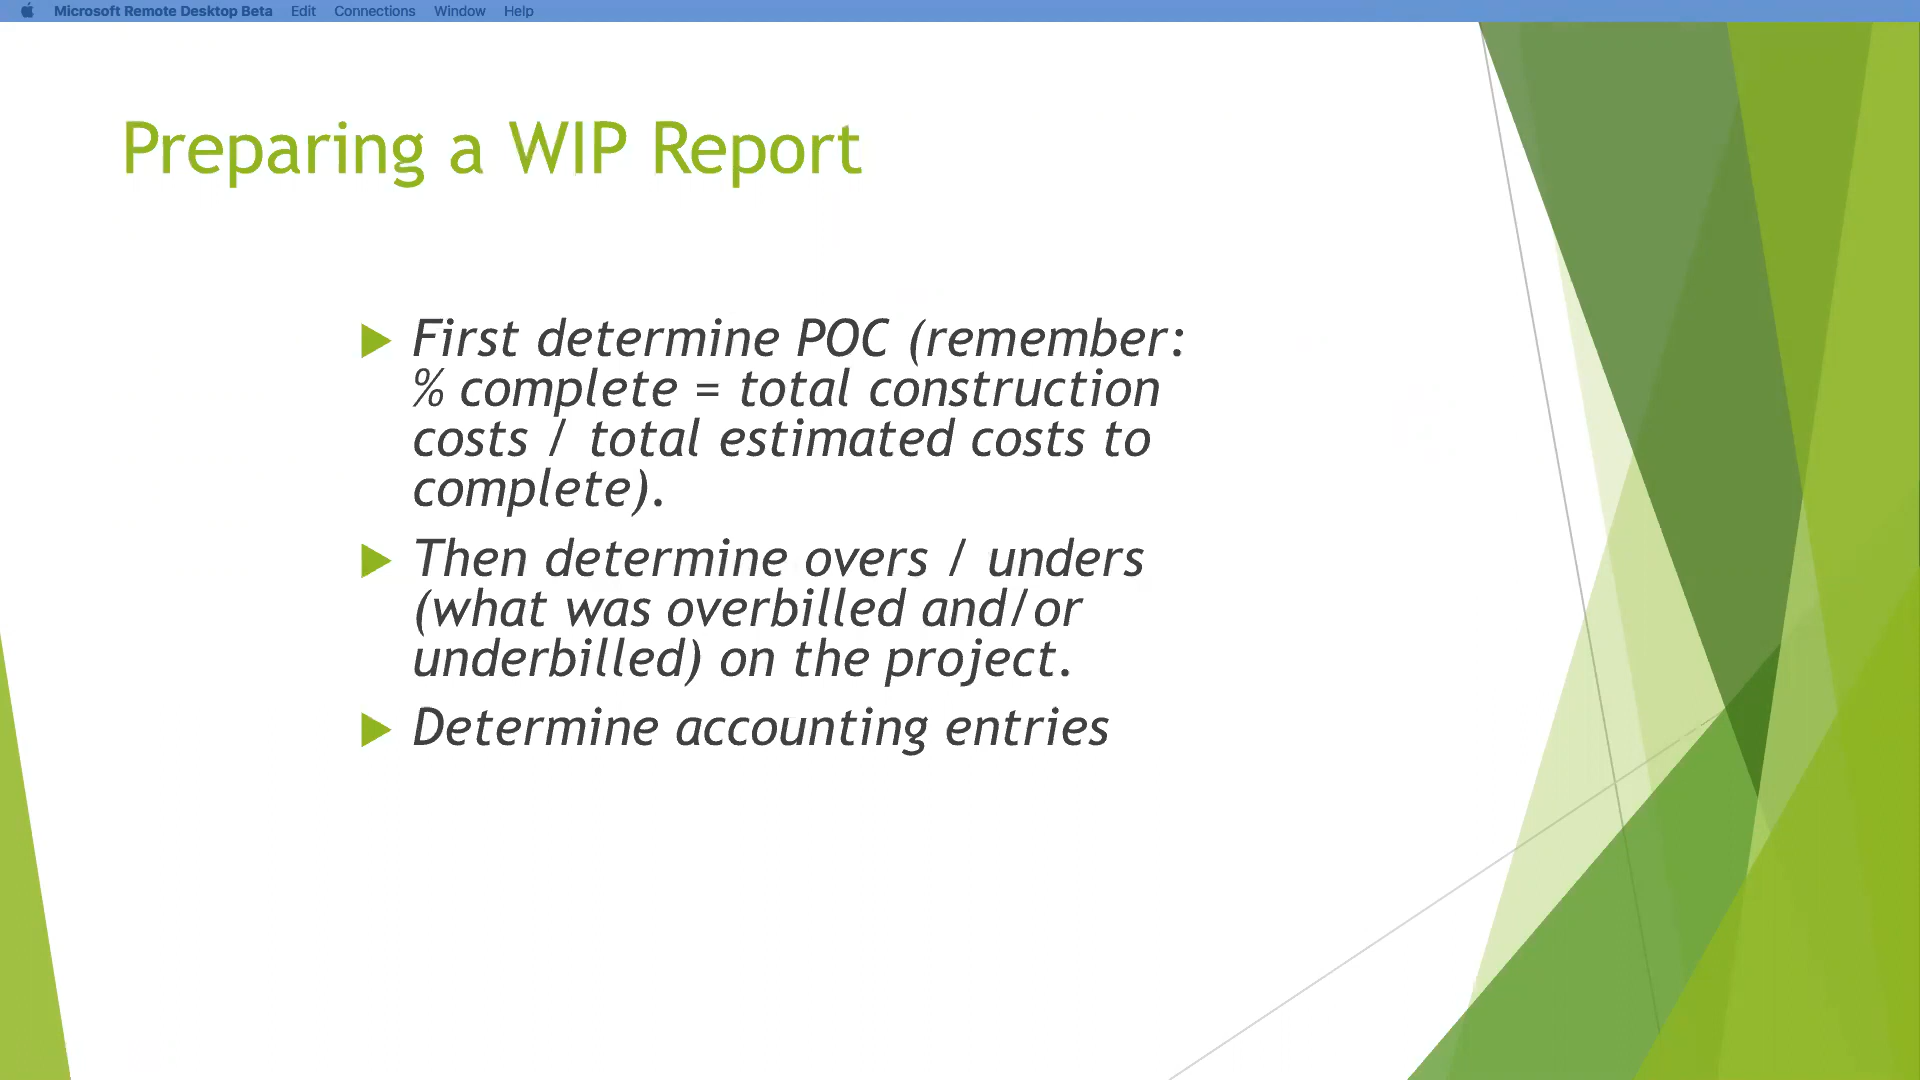 Microsoft Remote Desktop Beta Edit Connections Window Help
Preparing a WIP Report
First determine POC (remember:
% complete = total construction
costs / total estimated costs to
complete).
Then determine overs / unders
(what was overbilled and/or
underbilled) on the project.
Determine accounting entries